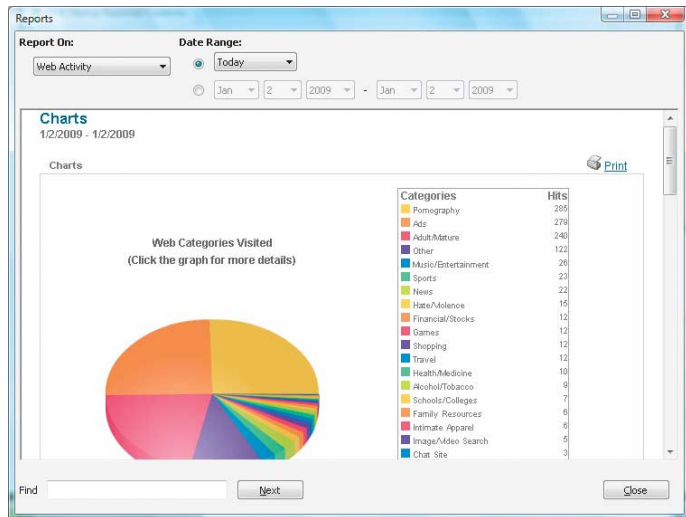 Reports
Report On: Date Range:
Web Activity Today
Jan 2 2009 - Jan 2 2009
Charts
1/2/2009 - 1/2/2009
Charts Print
Web Categories Visited
(Click the graph for more details)
Categories Hits
Pornography 285
Ads 279
Adult/Mature 240
Other 122
Music/Entertainment 26
Sports 23
News 22
Hate/Violence 15
Financial/Stocks 12
Games 12
Shopping 12
Travel 12
Health/Medicine 10
Alcohol/Tobacco 9
Schools/Colleges 7
Family Resources 6
Intimate Apparel 6
Image/Video Search 5
Chat Site 3
Find Next Close